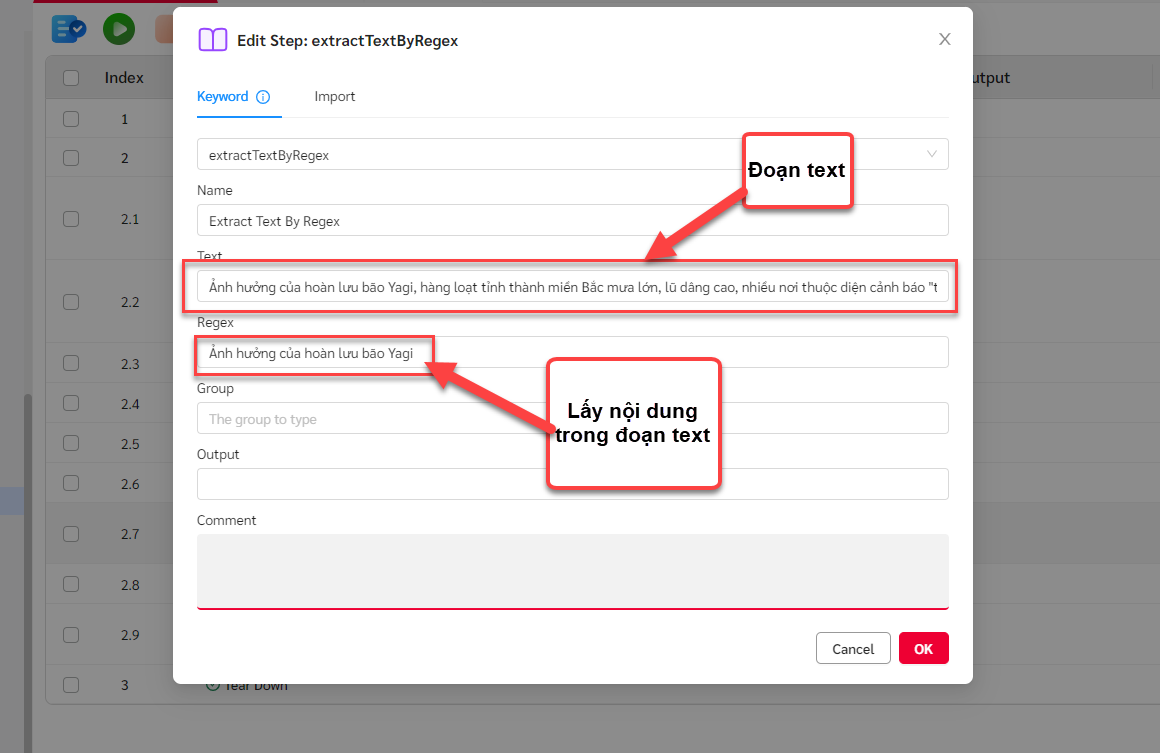 Edit Step: extractTextByRegex
Index
utput
Keyword
Import
1
extractTextByRegex
Đoạn text
2
Name
2.1
Extract Text By Regex
Text
Ảnh hưởng của hoàn lưu bão Yagi, hàng loạt tỉnh thành miền Bắc mưa lớn, lũ dâng cao, nhiều nơi thuộc diện cảnh báo "t
2.2
Regex
Ảnh hưởng của hoàn lưu bão Yagi
2.3
Group
Lấy nội dung
trong đoạn text
2.4
The group to type
2.5
Output
2.6
Comment
2.7
2.8
2.9
Cancel
OK
3
Tear Down